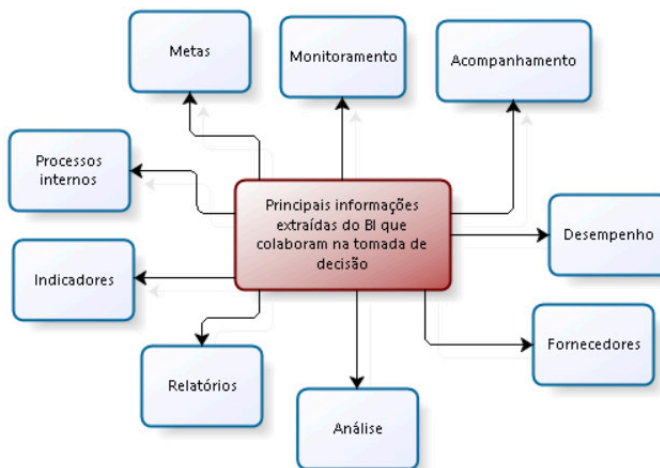 Metas
Monitoramento
Acompanhamento
Processos
internos
Principais informações
extraídas do BI que
colaboram na tomada de
decisão
Desempenho
Indicadores
Fornecedores
Relatórios
Análise